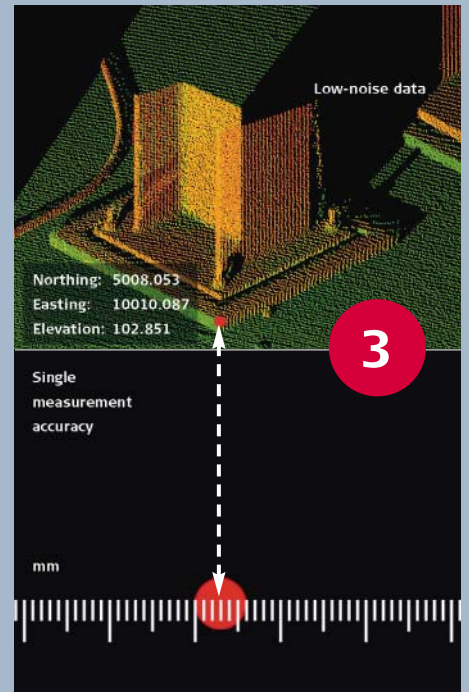 Low-noise data
Northing: 5008.053
Easting: 10010.087
Elevation: 102.851
3
Single
measurement
accuracy
mm